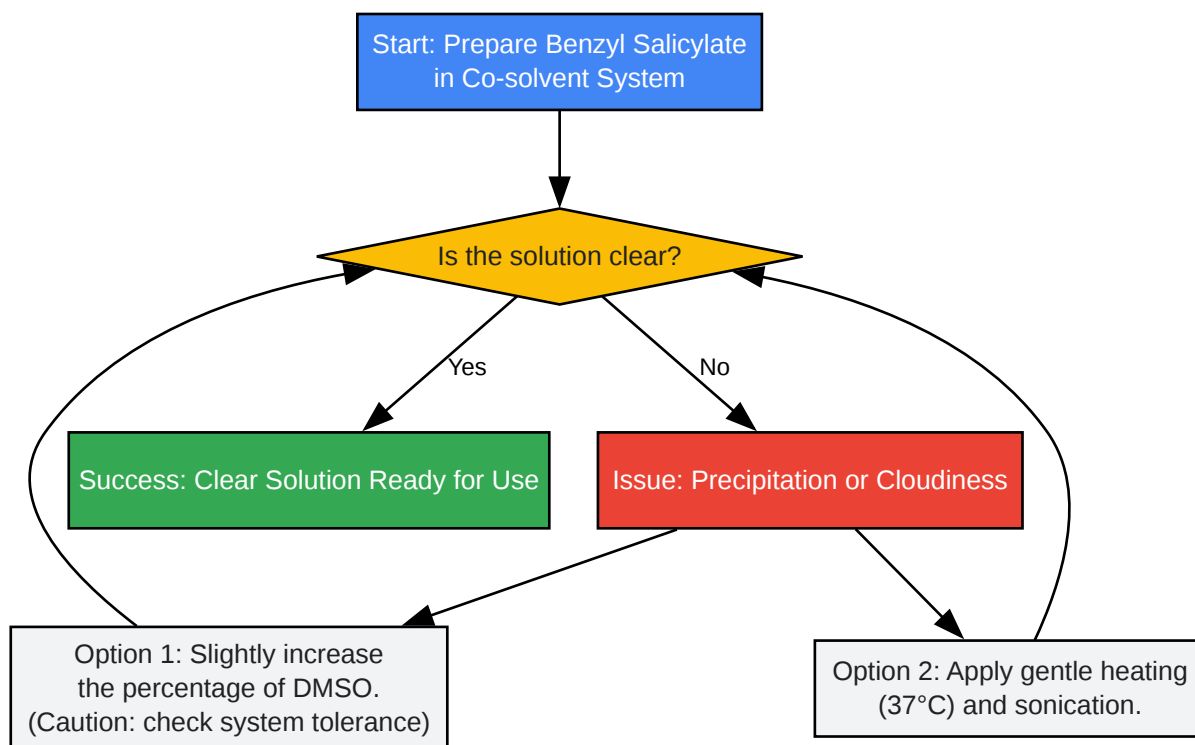 Start: Prepare Benzyl Salicylate
in Co-solvent System
Is the solution clear?
Yes
No
Success: Clear Solution Ready for Use
Issue: Precipitation or Cloudiness
Option 1: Slightly increase
the percentage of DMSO.
(Caution: check system tolerance)
Option 2: Apply gentle heating
(37°C) and sonication.